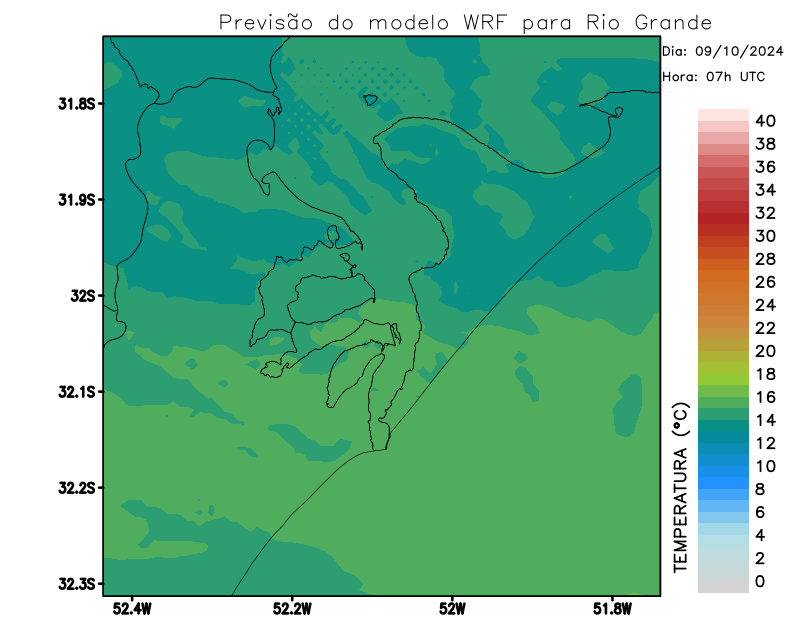 Previsão do modelo WRF para Rio Grande
Dia: 09/10/2024
Hora: 07h UTC
31.8S
31.9S
32S
32.1S
32.2S
32.3S
52.4W
52.2W
52W
51.8W
TEMPERATURA (°C)
40
38
36
34
32
30
28
26
24
22
20
18
16
14
12
10
8
6
4
2
0